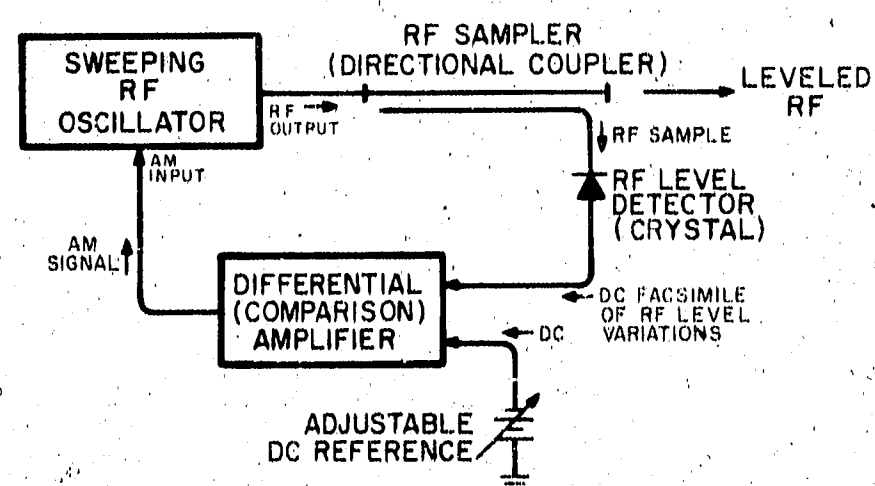 SWEEPING
RF
OSCILLATOR
RF SAMPLER
(DIRECTIONAL COUPLER)
LEVELED
RF
RF
OUTPUT
RF SAMPLE
AM
INPUT
RF LEVEL
DETECTOR
(CRYSTAL)
AM
SIGNAL
DIFFERENTIAL
(COMPARISON)
AMPLIFIER
DC FACSIMILE
OF RF LEVEL
VARIATIONS
DC
ADJUSTABLE
DC REFERENCE